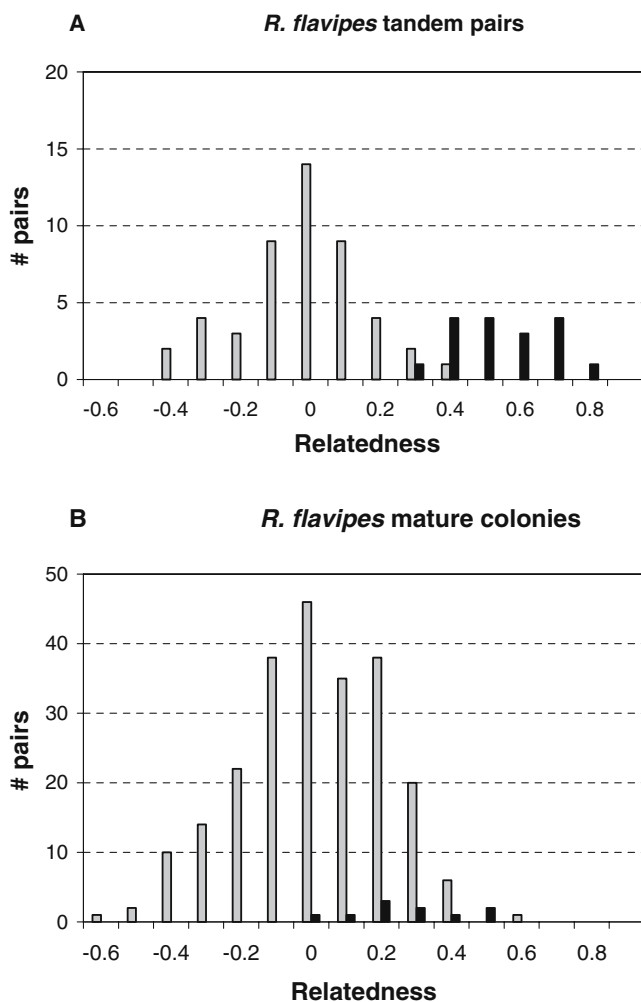 A R. flavipes tandem pairs
20
15
10
5
0
# pairs
-0.6 -0.4 -0.2 0 0.2 0.4 0.6 0.8
Relatedness
B R. flavipes mature colonies
50
40
30
20
10
0
# pairs
-0.6 -0.4 -0.2 0 0.2 0.4 0.6 0.8
Relatedness